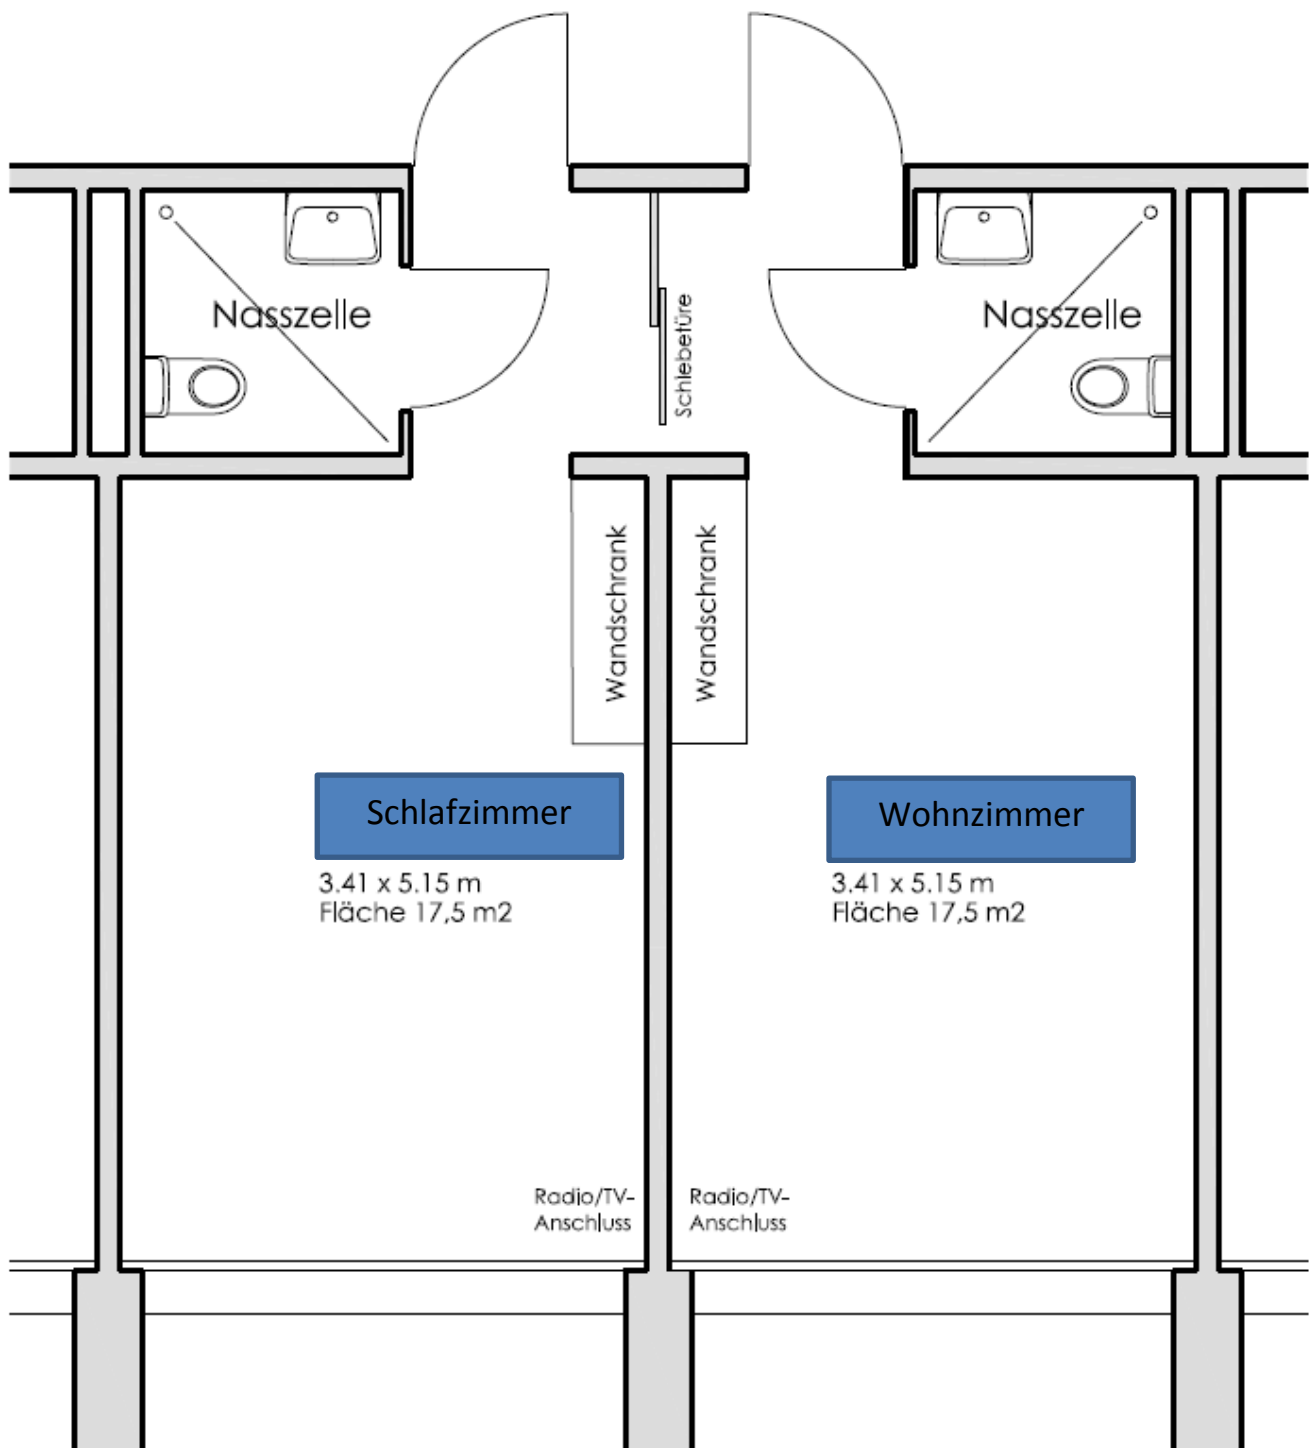 Nasszelle
Nasszelle
Schiebetüre
Wandschrank
Wandschrank
Schlafzimmer
3.41 x 5.15 m
Fläche 17,5 m2
Wohnzimmer
3.41 x 5.15 m
Fläche 17,5 m2
Radio/TV-
Anschluss
Radio/TV-
Anschluss